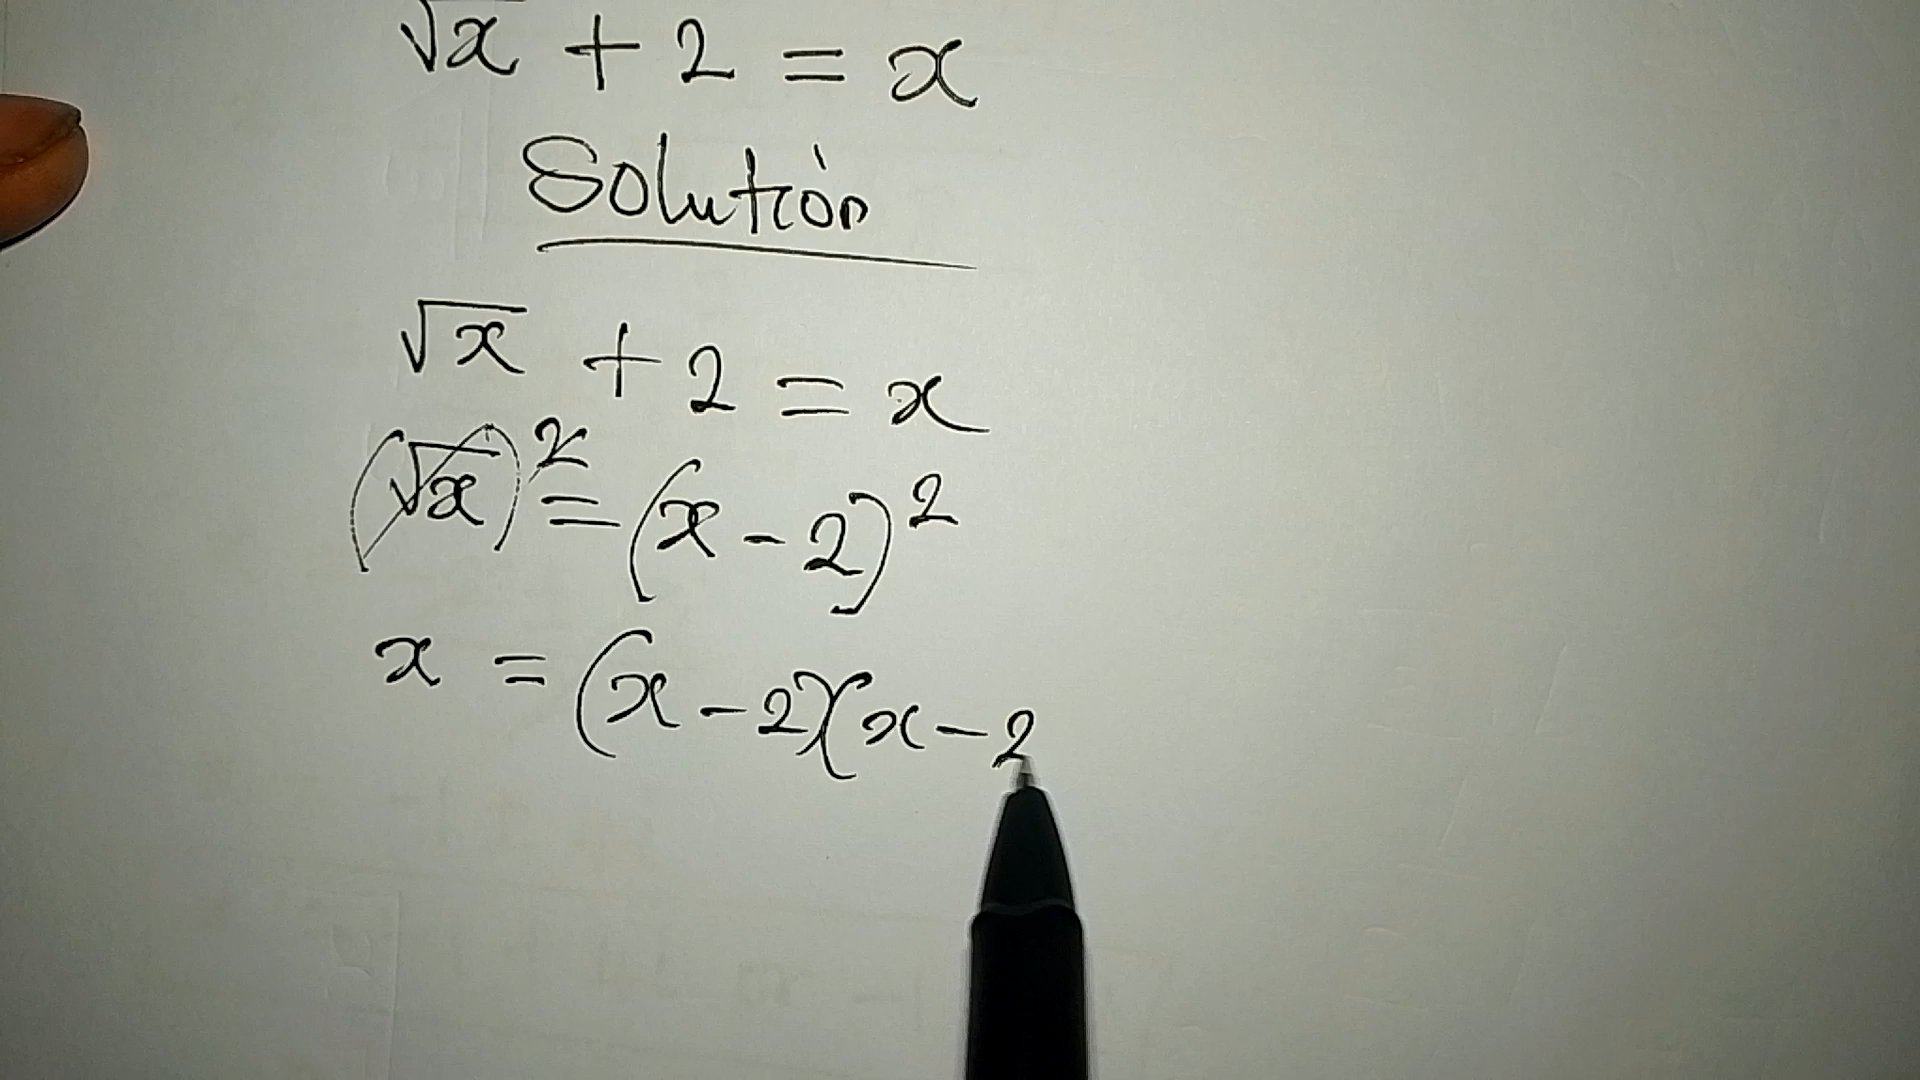 √x + 2 = x
Solution
√x + 2 = x
(√x)² = (x - 2)²
x = (x - 2)(x - 2